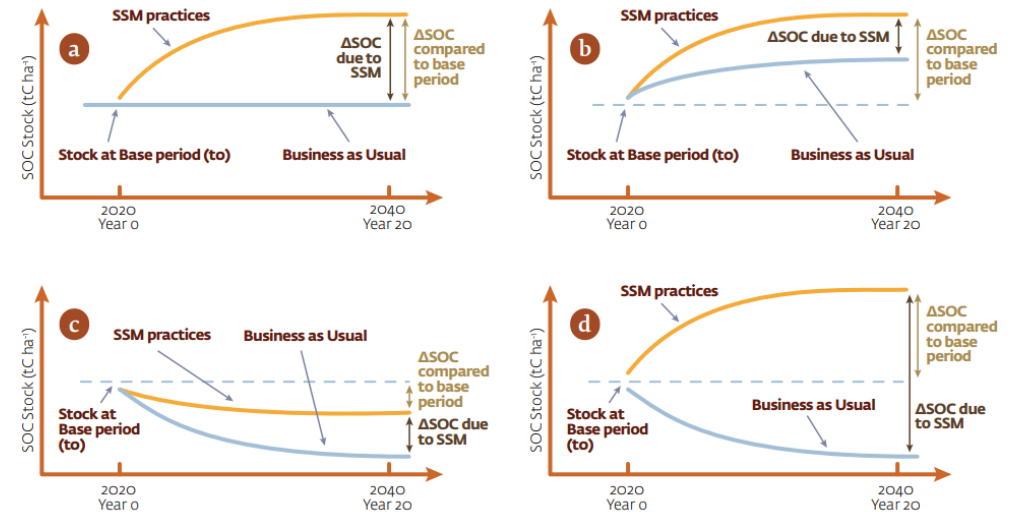 a
SOC Stock (tC ha⁻¹)
SSM practices
ΔSOC
due to
SSM
ΔSOC
compared
to base
period
Stock at Base period (to)
Business as Usual
2020
Year 0
2040
Year 20
b
SOC Stock (tC ha⁻¹)
SSM practices
ΔSOC due to SSM
ΔSOC
compared
to base
period
Stock at Base period (to)
Business as Usual
2020
Year 0
2040
Year 20
c
SOC Stock (tC ha⁻¹)
SSM practices
Business as Usual
ΔSOC
compared
to base
period
Stock at
Base period
(to)
ΔSOC due
to SSM
2020
Year 0
2040
Year 20
d
SOC Stock (tC ha⁻¹)
SSM practices
ΔSOC
compared
to base
period
Stock at
Base period
(to)
Business as Usual
ΔSOC due
to SSM
2020
Year 0
2040
Year 20